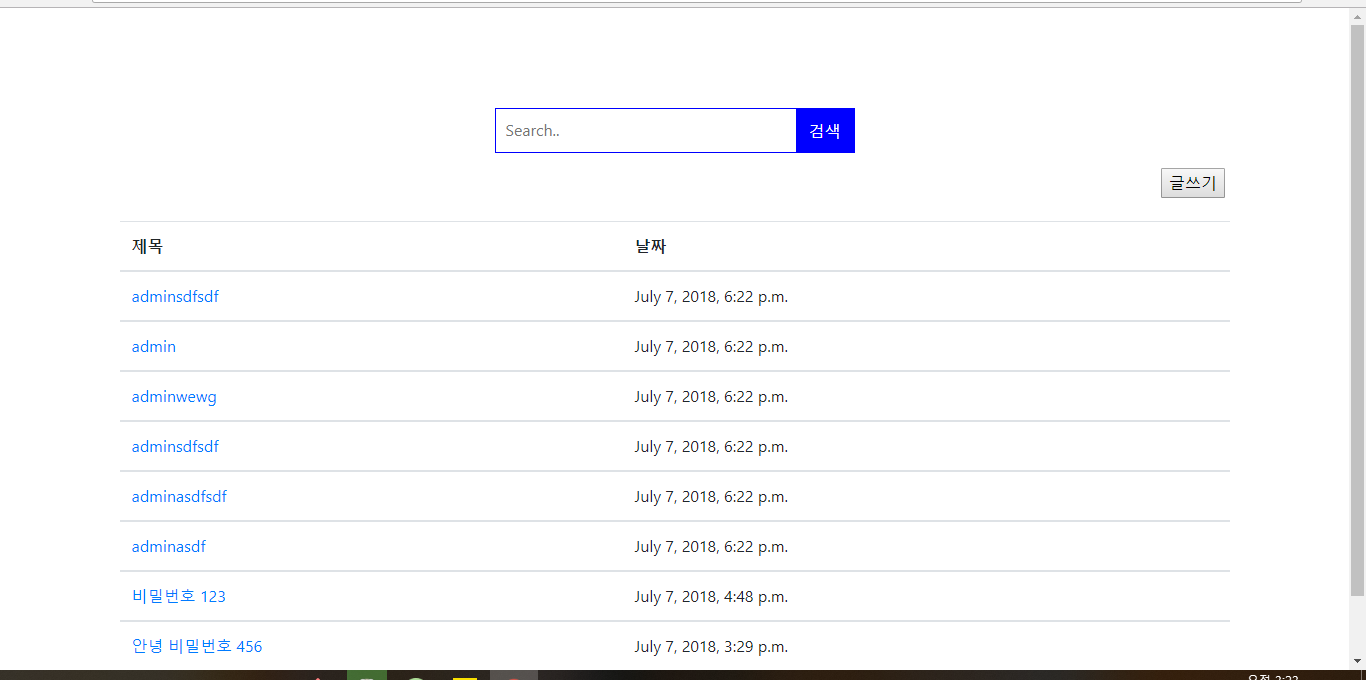 Search.. 검색
글쓰기
제목 날짜
adminsdfsdf July 7, 2018, 6:22 p.m.
admin July 7, 2018, 6:22 p.m.
adminwewg July 7, 2018, 6:22 p.m.
adminsdfsdf July 7, 2018, 6:22 p.m.
adminasdfsdf July 7, 2018, 6:22 p.m.
adminasdf July 7, 2018, 6:22 p.m.
비밀번호 123 July 7, 2018, 4:48 p.m.
안녕 비밀번호 456 July 7, 2018, 3:29 p.m.